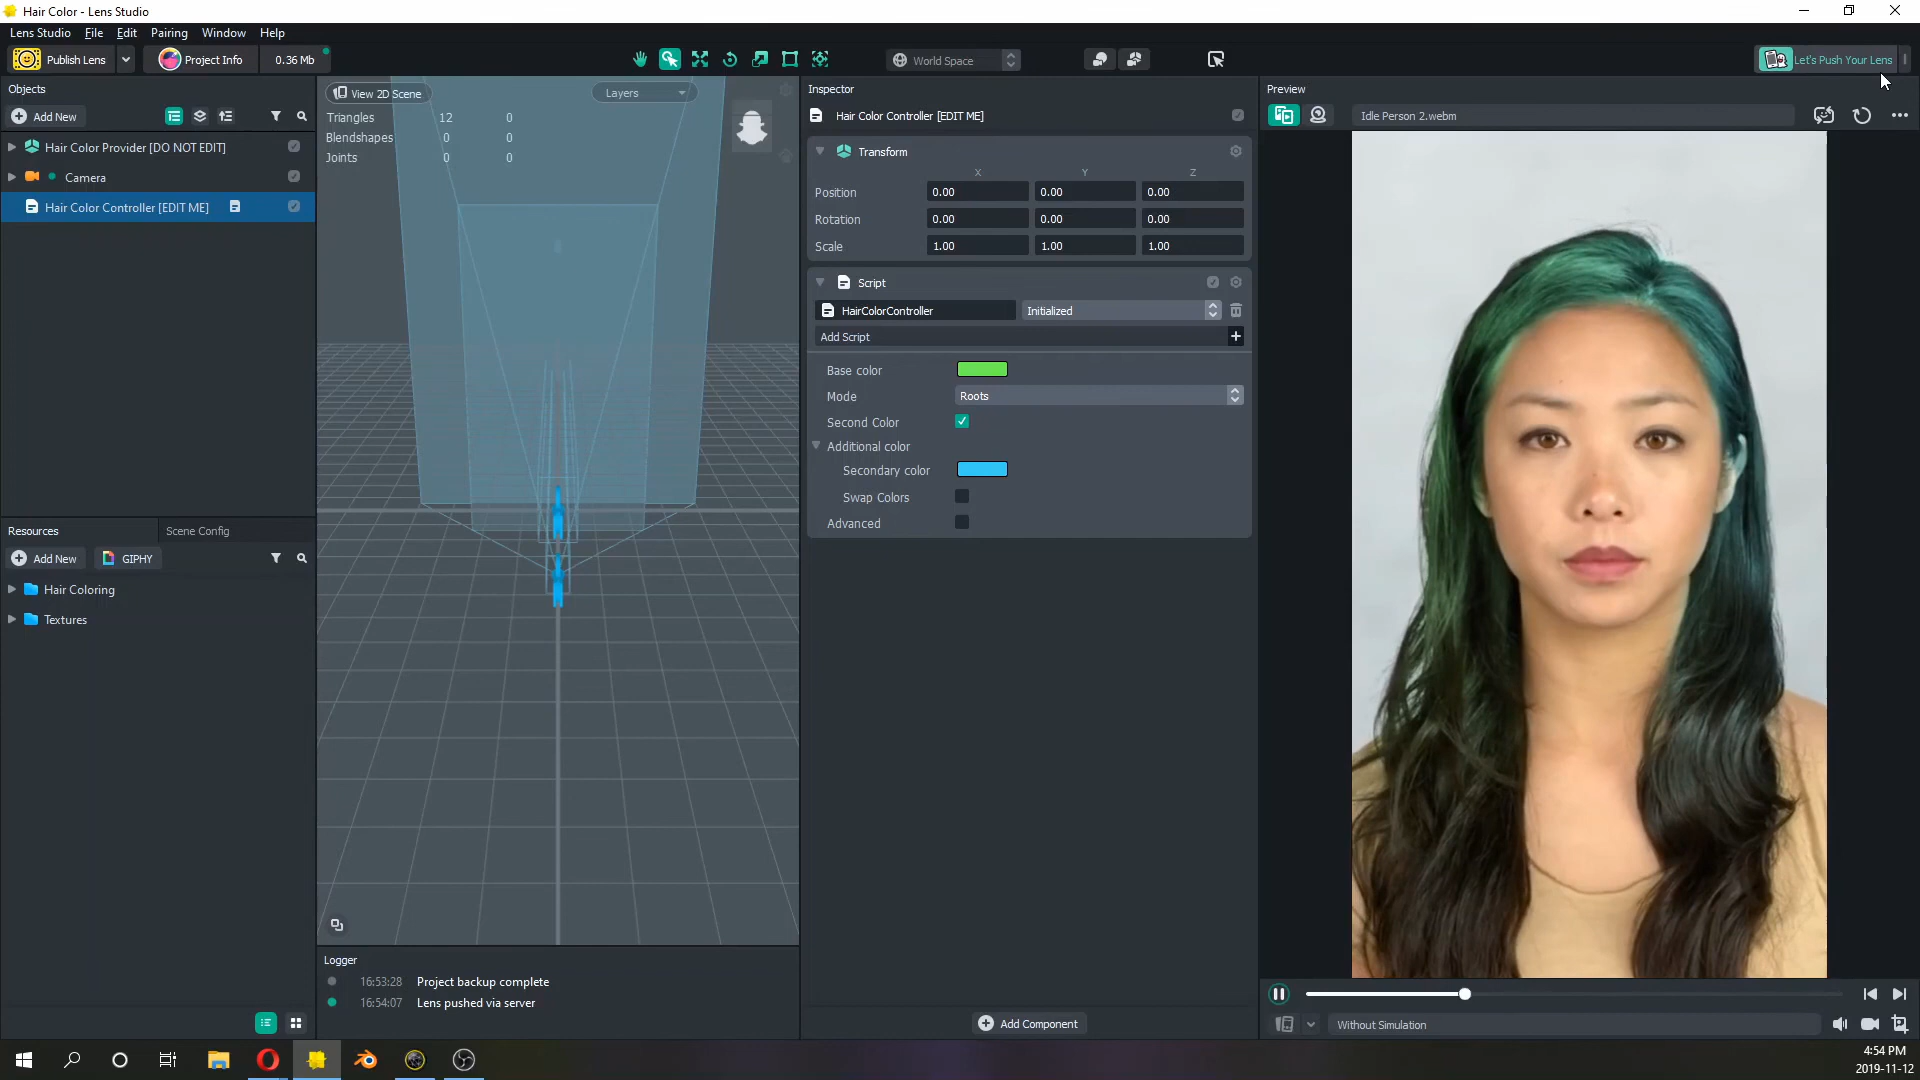 Hair Color - Lens Studio
Lens Studio File Edit Pairing Window Help
Publish Lens Project Info 0.36 Mb World Space Let's Push Your Lens
Objects
Add New
Hair Color Provider [DO NOT EDIT]
Camera
Hair Color Controller [EDIT ME]
Resources Scene Config
Add New GIPHY
Hair Coloring
Textures
View 2D Scene Layers
Triangles 12 0
Blendshapes 0 0
Joints 0 0
Logger
16:53:28 Project backup complete
16:54:07 Lens pushed via server
Inspector
Hair Color Controller [EDIT ME]
Transform
X Y Z
Position 0.00 0.00 0.00
Rotation 0.00 0.00 0.00
Scale 1.00 1.00 1.00
Script
HairColorController Initialized
Add Script +
Base color
Mode Roots
Second Color
Additional color
Secondary color
Swap Colors
Advanced
Add Component
Preview
Idle Person 2.webm
Without Simulation
4:54 PM
2019-11-12